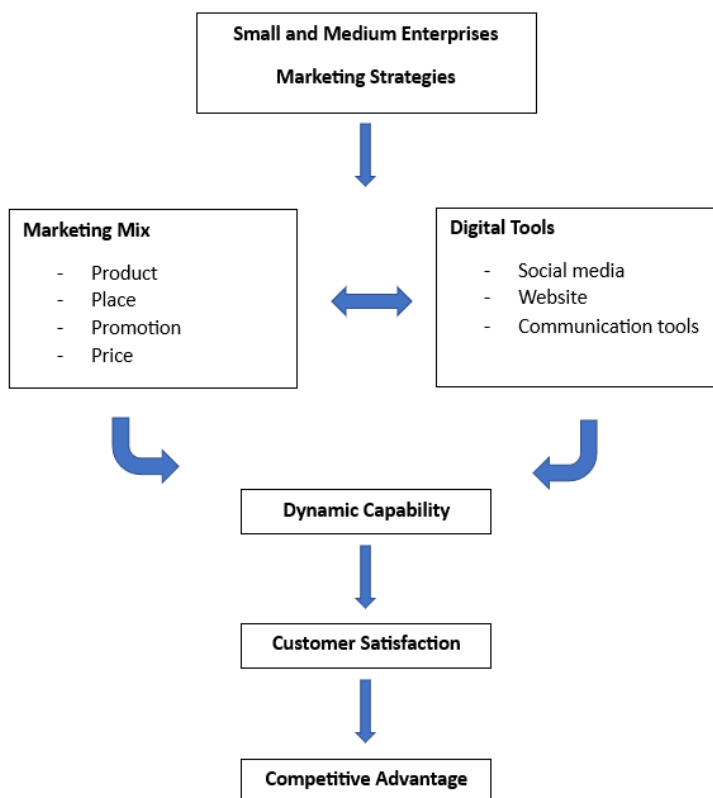 Small and Medium Enterprises
Marketing Strategies
Marketing Mix
- Product
- Place
- Promotion
- Price
Digital Tools
- Social media
- Website
- Communication tools
Dynamic Capability
Customer Satisfaction
Competitive Advantage